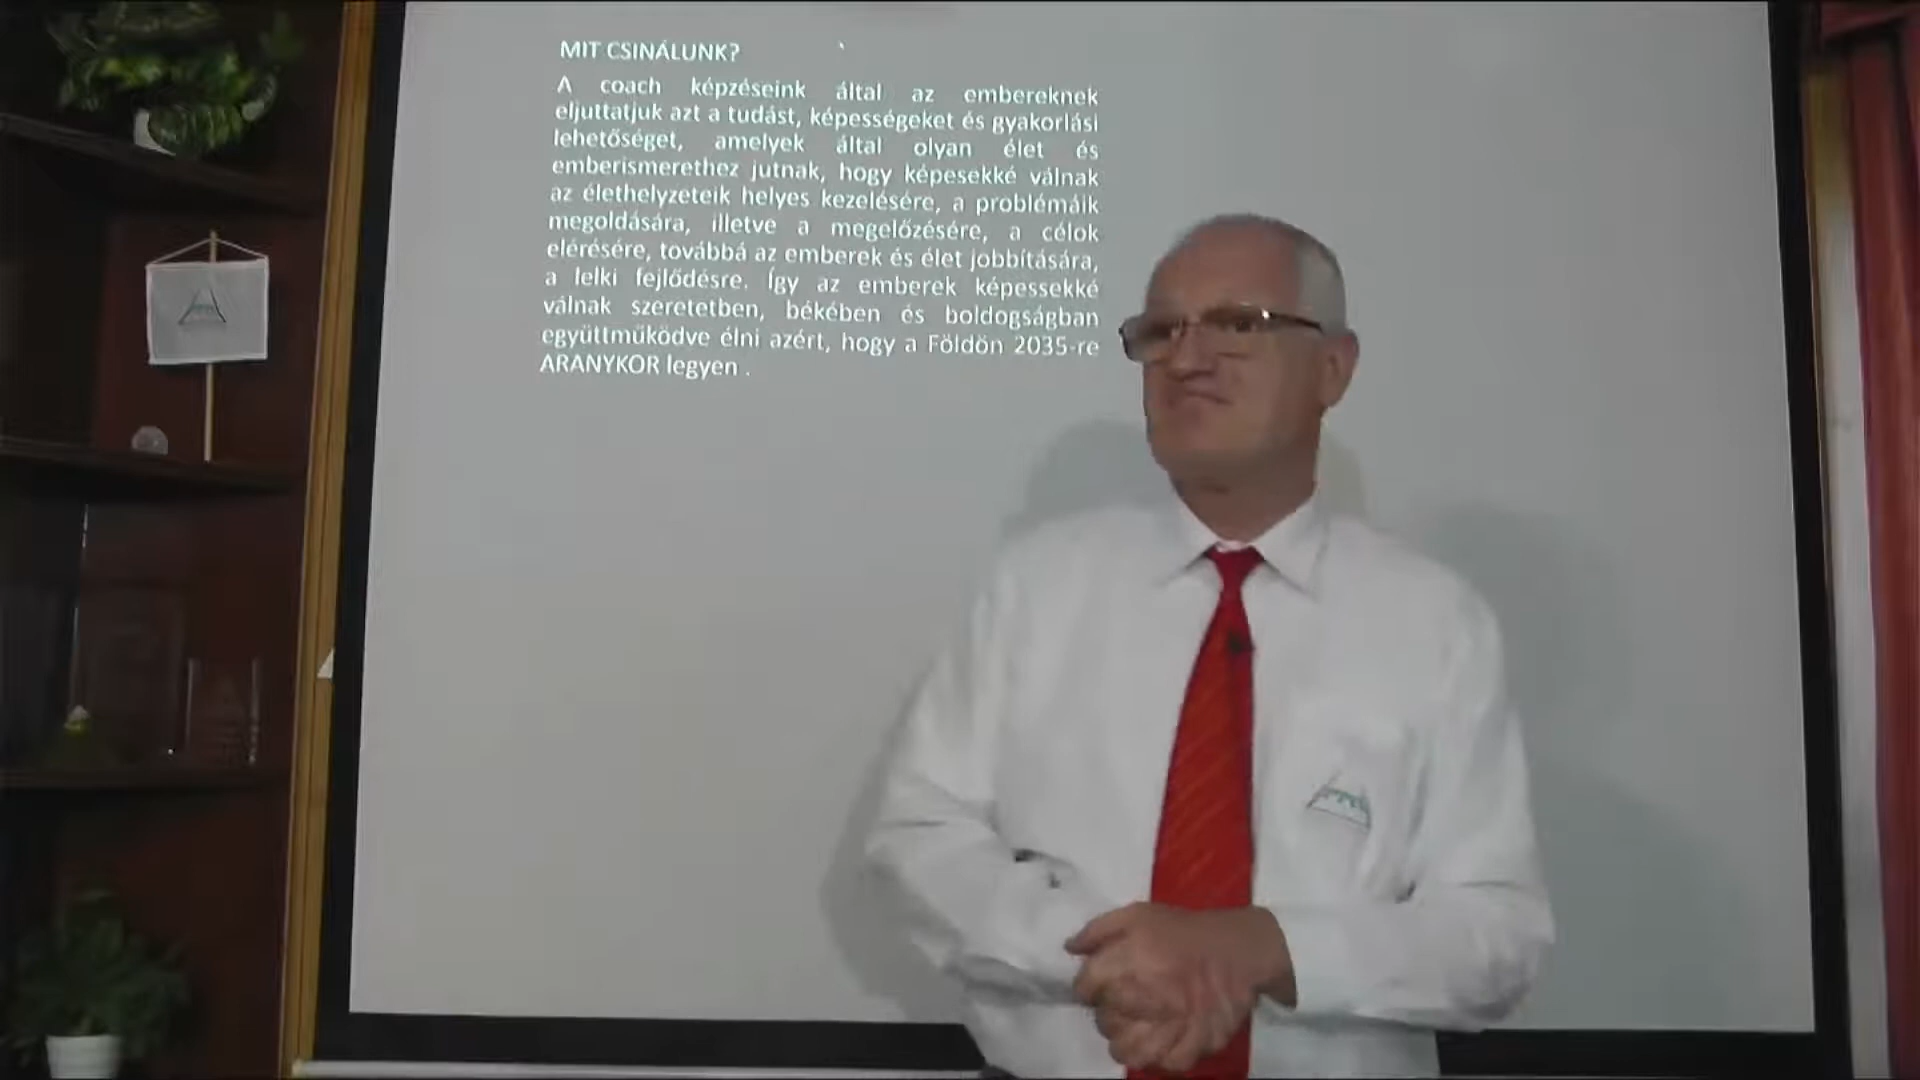 MIT CSINÁLUNK?
A coach képzéseink által az embereknek
eljuttatjuk azt a tudást, képességeket és gyakorlási
lehetőséget, amelyek által olyan élet és
emberismerethez jutnak, hogy képesekké válnak
az élethelyzeteik helyes kezelésére, a problémáik
megoldására, illetve a megelőzésére, a célok
elérésére, továbbá az emberek és élet jobbítására,
a lelki fejlődésre. Így az emberek képessekké
válnak szeretetben, békében és boldogságban
együttműködve élni azért, hogy a Földön 2035-re
ARANYKOR legyen .